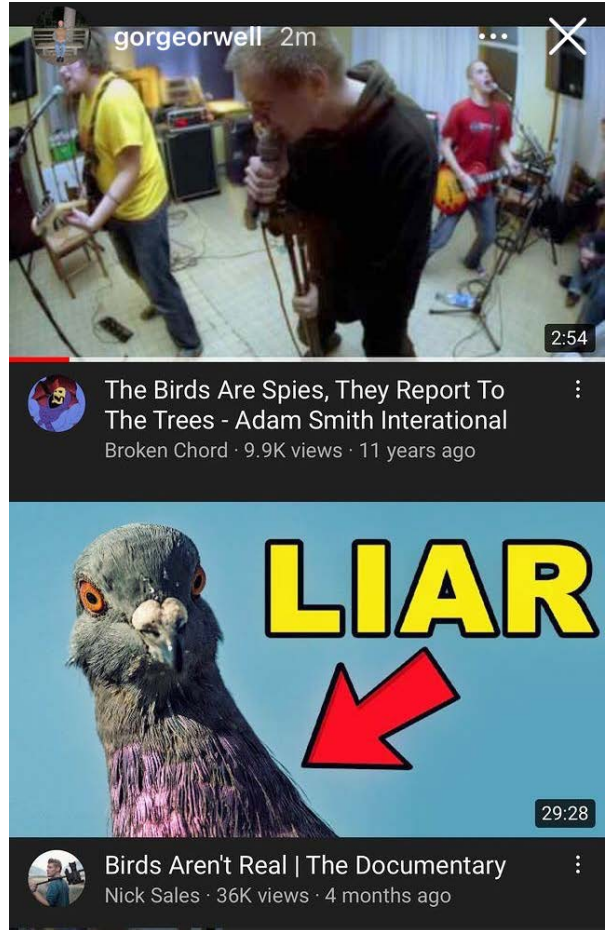 gorgeorwell 2m
2:54
The Birds Are Spies, They Report To
The Trees - Adam Smith Interational
Broken Chord · 9.9K views · 11 years ago
LIAR
29:28
Birds Aren't Real | The Documentary
Nick Sales · 36K views · 4 months ago